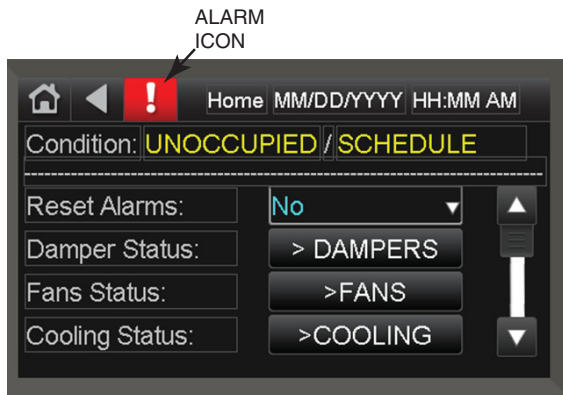 ALARM
ICON
! Home MM/DD/YYYY HH:MM AM
Condition: UNOCCUPIED / SCHEDULE
Reset Alarms: No
Damper Status: > DAMPERS
Fans Status: >FANS
Cooling Status: >COOLING